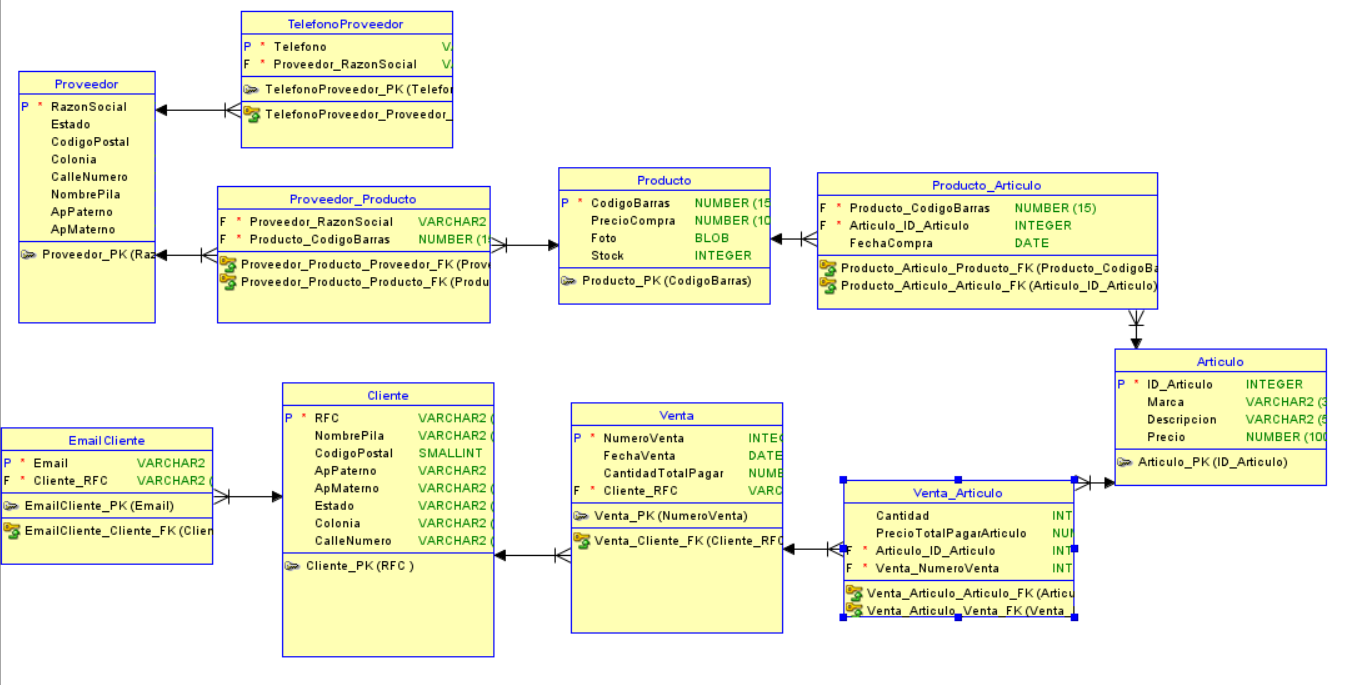 TelefonoProveedor
P * Telefono
F * Proveedor_RazonSocial
TelefonoProveedor_PK (Telefo
TelefonoProveedor_Proveedor_
Proveedor
P * RazonSocial
Estado
CodigoPostal
Colonia
CalleNumero
NombrePila
ApPaterno
ApMaterno
Proveedor_PK (Raz
Proveedor_Producto
F * Proveedor_RazonSocial VARCHAR2
F * Producto_CodigoBarras NUMBER (15
Proveedor_Producto_Proveedor_FK (Prove
Proveedor_Producto_Producto_FK (Produ
Producto
P * CodigoBarras NUMBER (15
PrecioCompra NUMBER (10
Foto BLOB
Stock INTEGER
Producto_PK (CodigoBarras)
Producto_Articulo
F * Producto_CodigoBarras NUMBER (15)
F * Articulo_ID_Articulo INTEGER
FechaCompra DATE
Producto_Articulo_Producto_FK (Producto_CodigoBa
Producto_Articulo_Articulo_FK (Articulo_ID_Articulo)
Articulo
P * ID_Articulo INTEGER
Marca VARCHAR2 (3
Descripcion VARCHAR2 (5
Precio NUMBER (100
Articulo_PK (ID_Articulo)
Cliente
P * RFC VARCHAR2 (
NombrePila VARCHAR2 (
CodigoPostal SMALLINT
ApPaterno VARCHAR2
ApMaterno VARCHAR2 (
Estado VARCHAR2 (
Colonia VARCHAR2 (
CalleNumero VARCHAR2 (
Cliente_PK (RFC )
Venta
P * NumeroVenta INTEG
FechaVenta DATE
CantidadTotalPagar NUME
F * Cliente_RFC VARC
Venta_PK (NumeroVenta)
Venta_Cliente_FK (Cliente_RFC
EmailCliente
P * Email VARCHAR2
F * Cliente_RFC VARCHAR2 (
EmailCliente_PK (Email)
EmailCliente_Cliente_FK (Clien
Venta_Articulo
Cantidad INT
PrecioTotalPagarArticulo NUM
F * Articulo_ID_Articulo INT
F * Venta_NumeroVenta INT
Venta_Articulo_Articulo_FK (Articu
Venta_Articulo_Venta_FK (Venta_